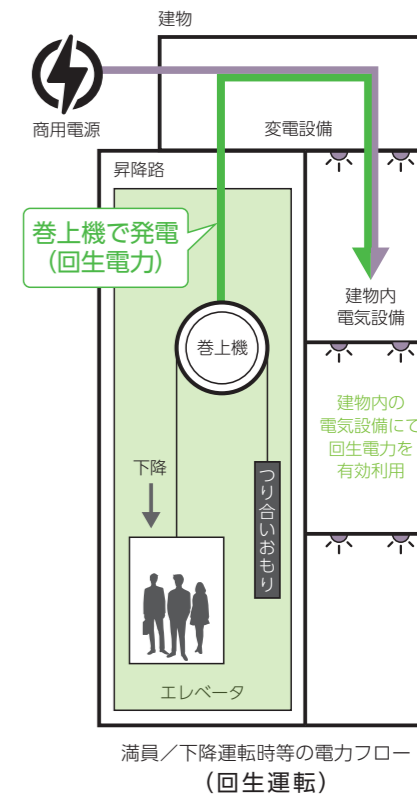 建物
商用電源
変電設備
昇降路
巻上機で発電
（回生電力）
建物内
電気設備
巻上機
建物内の
電気設備にて
回生電力を
有効利用
下降
つり合いおもり
エレベータ
満員／下降運転時等の電力フロー
（回生運転）